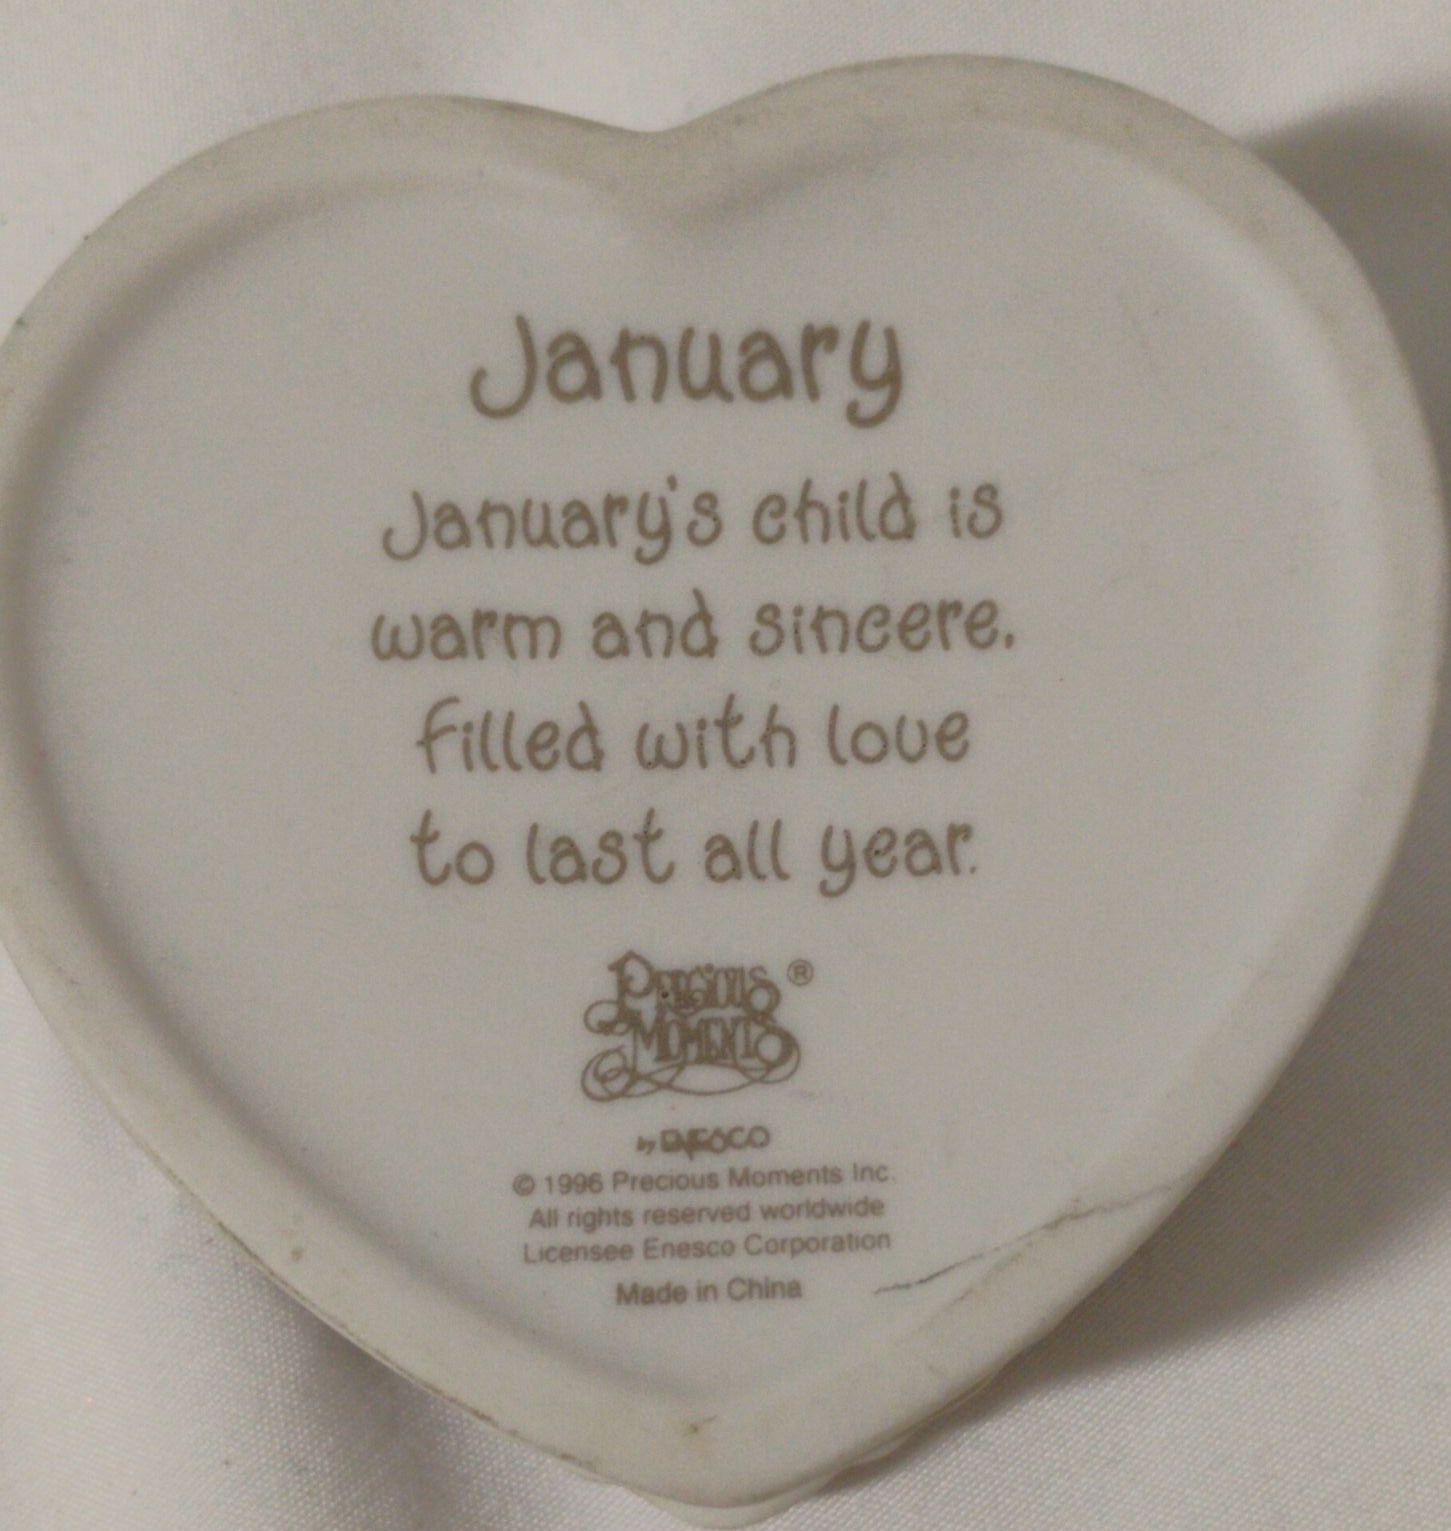 January
January's child is
warm and sincere,
filled with love
to last all year.
PRECIOUS ®
MOMENTS
by ENESCO
© 1996 Precious Moments Inc.
All rights reserved worldwide
Licensee Enesco Corporation
Made in China